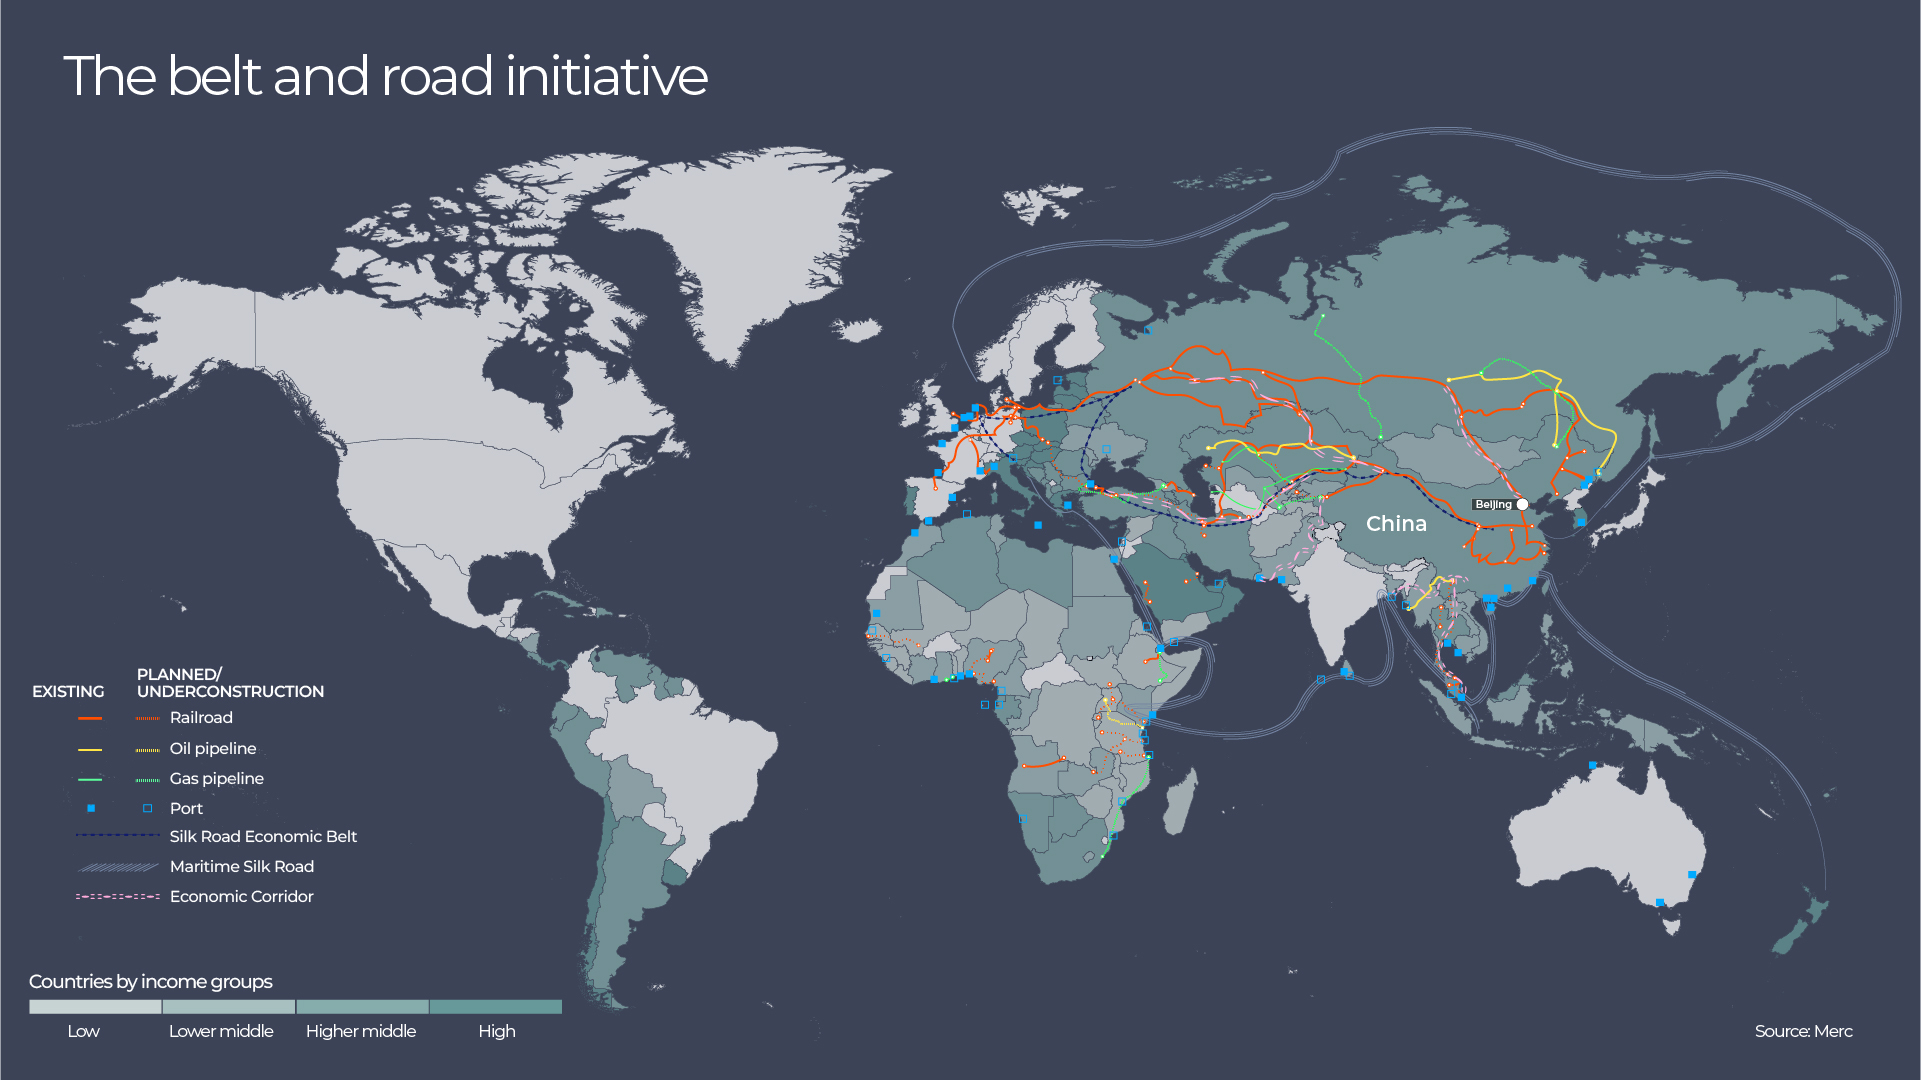 The belt and road initiative
Beijing
China
EXISTING
PLANNED/
UNDERCONSTRUCTION
Railroad
Oil pipeline
Gas pipeline
Port
Silk Road Economic Belt
Maritime Silk Road
Economic Corridor
Countries by income groups
Low
Lower middle
Higher middle
High
Source: Merc